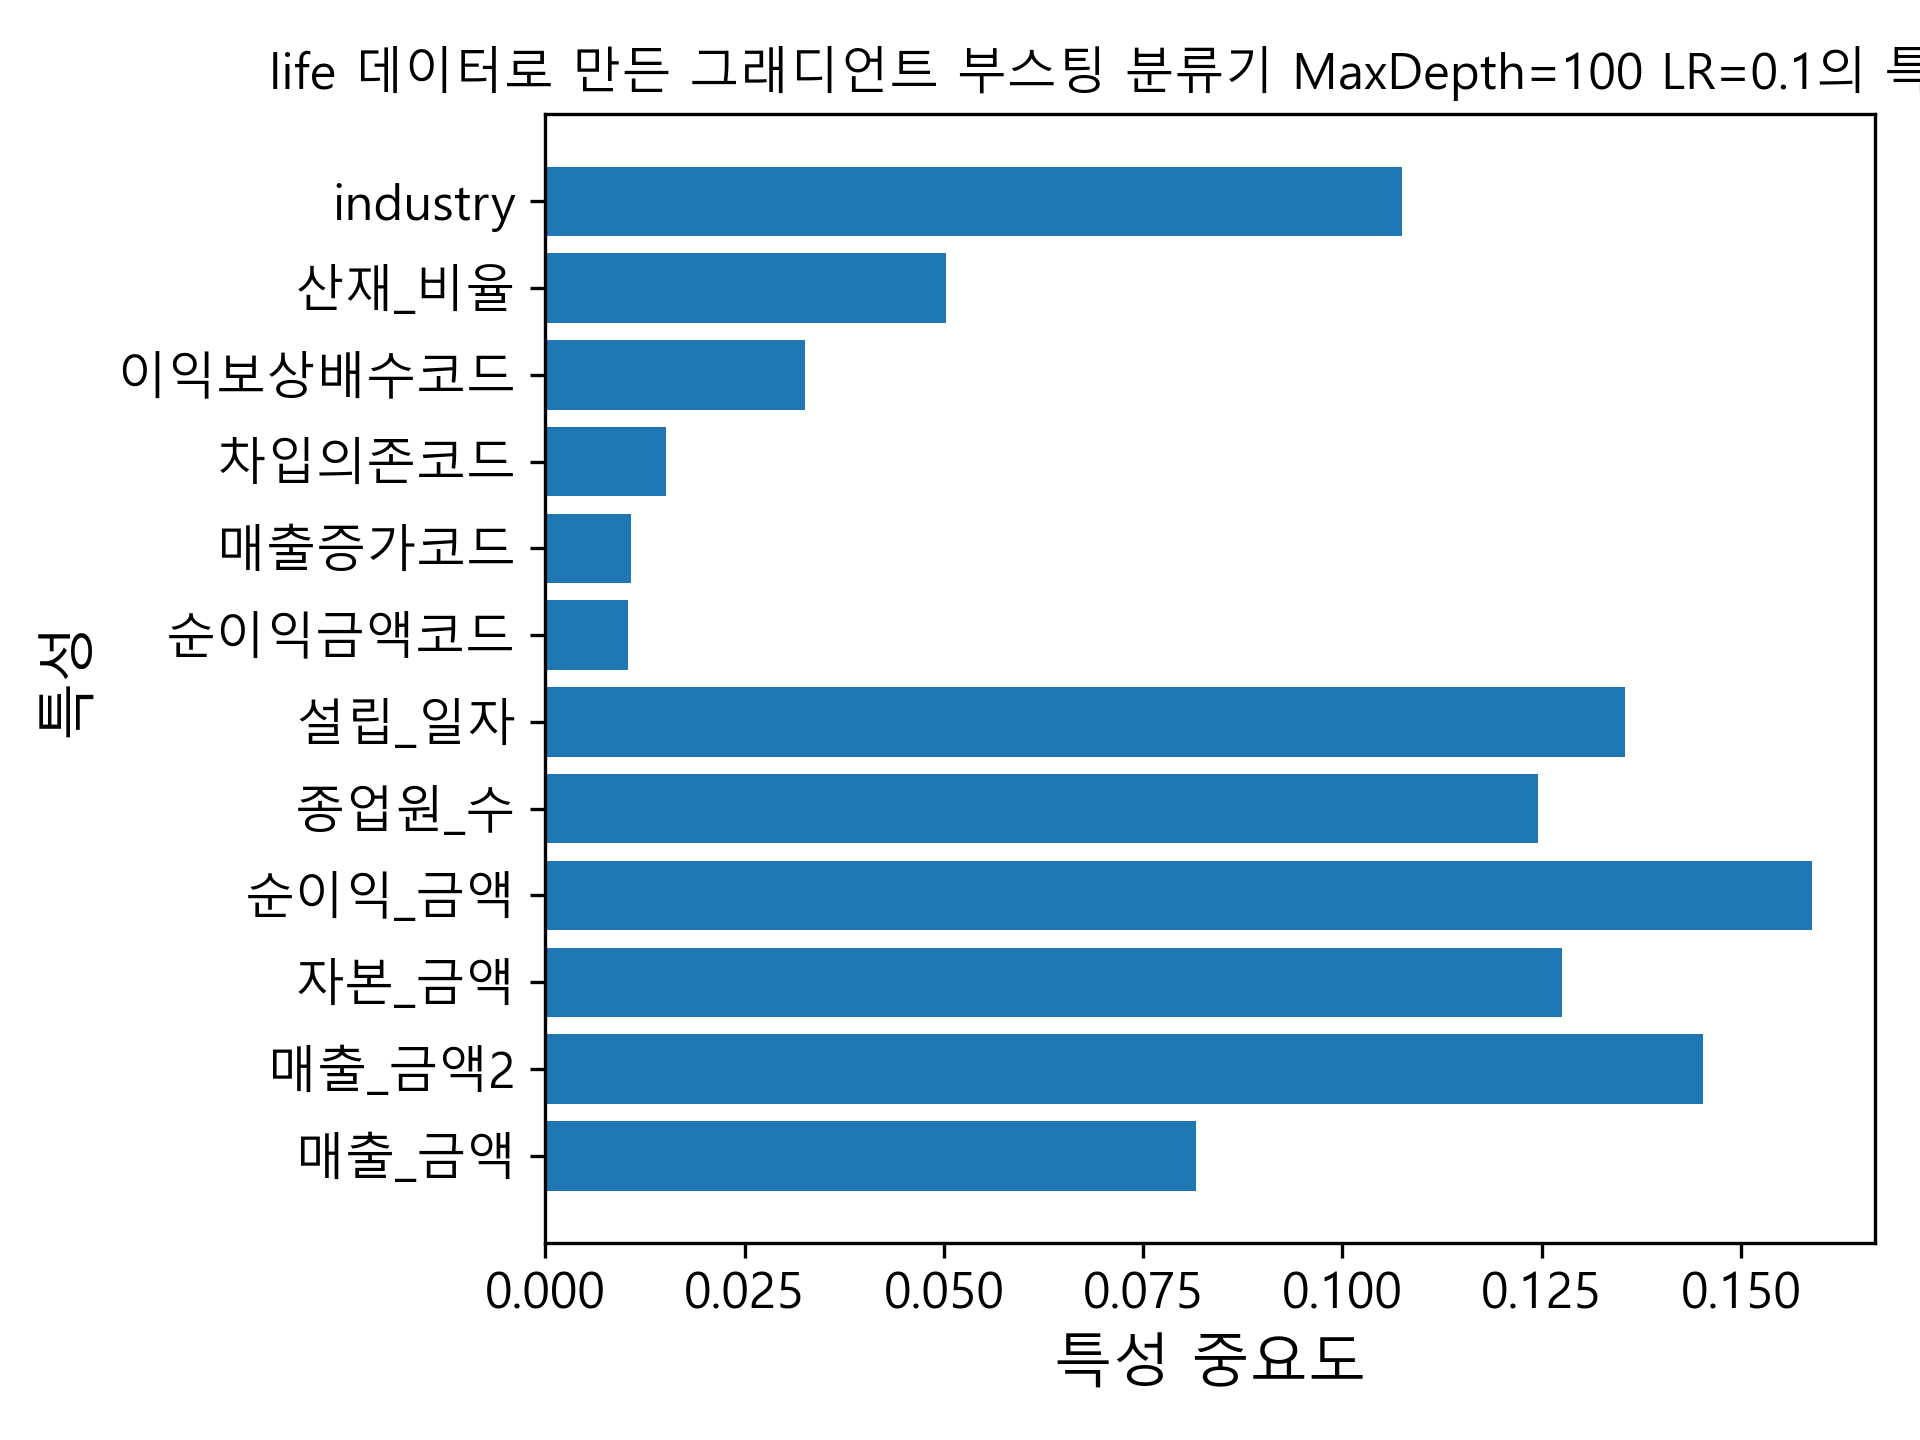 life 데이터로 만든 그래디언트 부스팅 분류기 MaxDepth=100 LR=0.1의
industry
산재_비율
이익보상배수코드
차입의존코드
매출증가코드
순이익금액코드
설립_일자
종업원_수
순이익_금액
자본_금액
매출_금액2
매출_금액
특성
0.000 0.025 0.050 0.075 0.100 0.125 0.150
특성 중요도